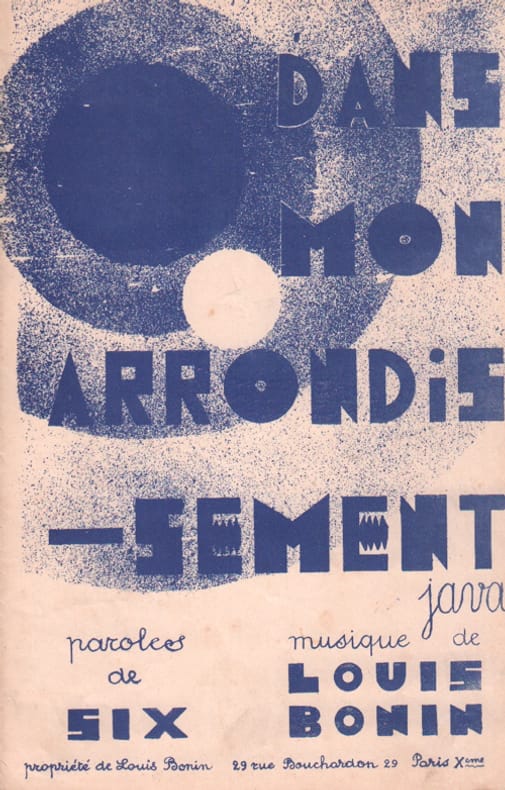 DANS
MON
ARRONDiS
-SEMENT
java
paroles
de
SIX
musique de
LOUIS
BONIN
propriété de Louis Bonin 29 rue Bouchardon 29 Paris Xème